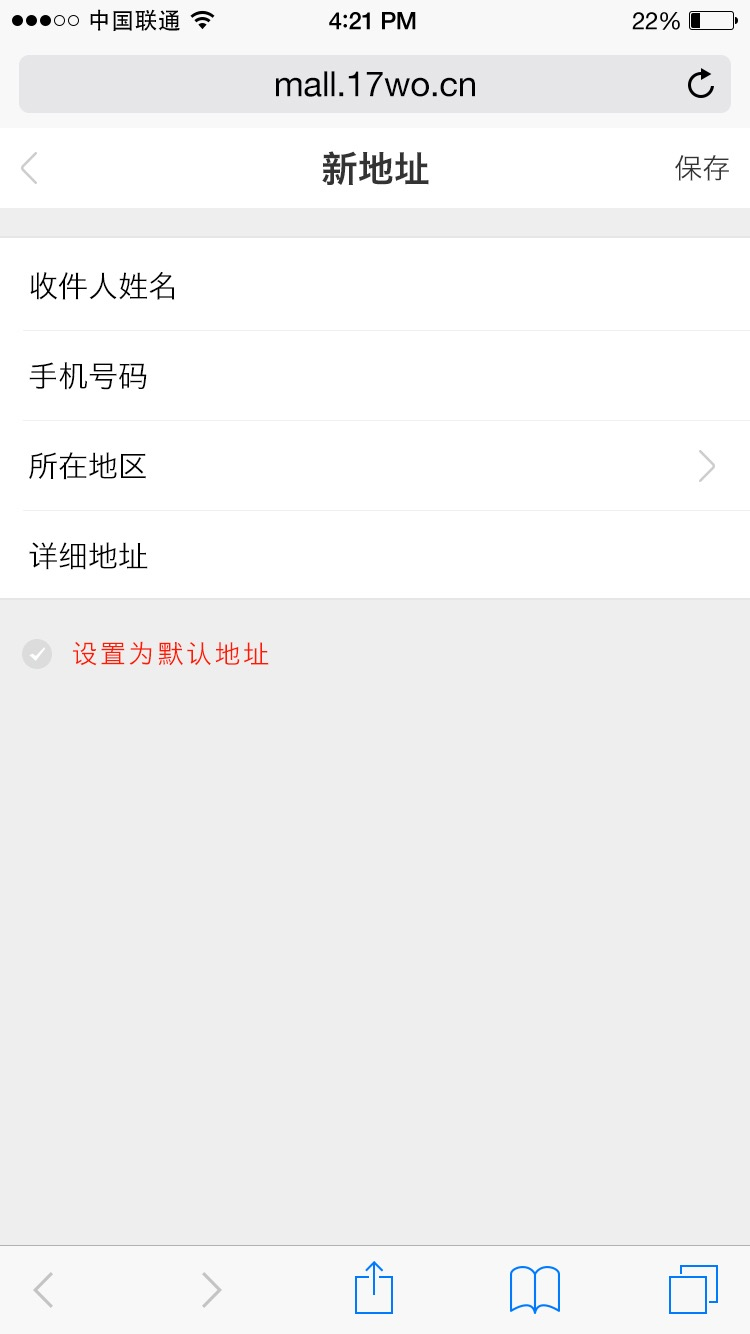 中国联通
4:21 PM
22%
mall.17wo.cn
新地址
保存
收件人姓名
手机号码
所在地区
详细地址
设置为默认地址